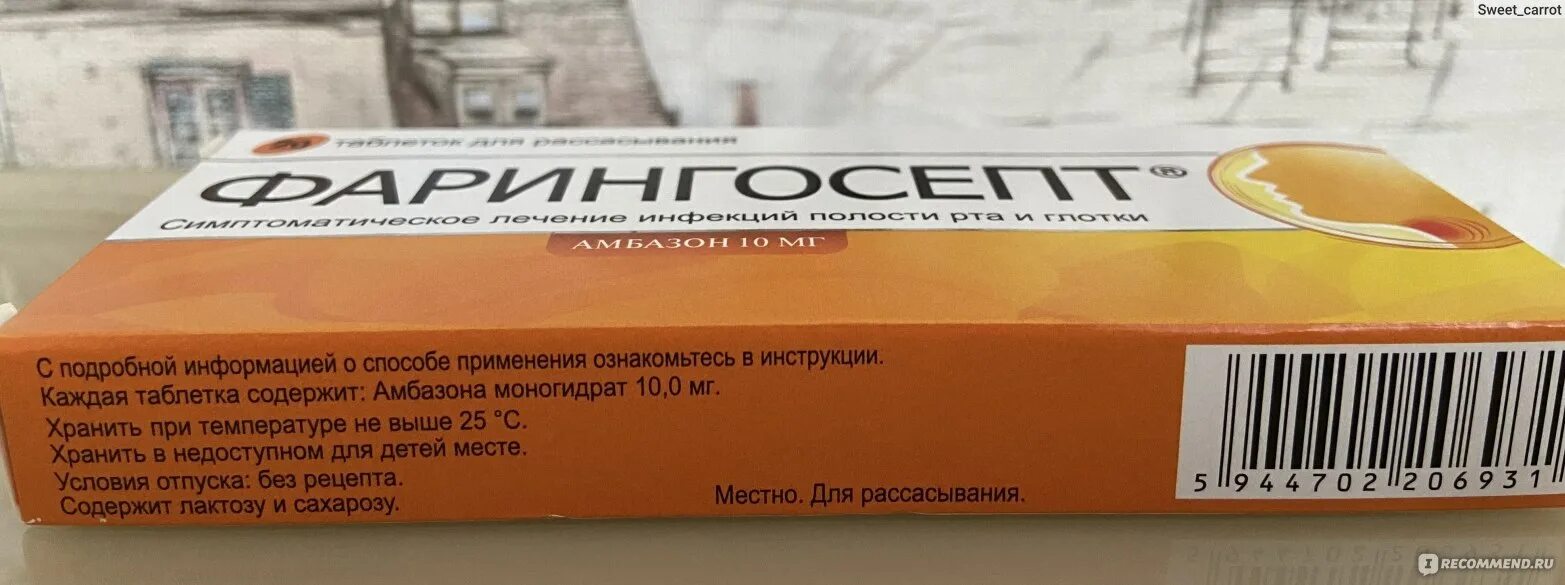 Sweet_carrot
20 таблеток для рассасывания
ФАРИНГОСЕПТ®
Симптоматическое лечение инфекций полости рта и глотки
АМБАЗОН 10 МГ
С подробной информацией о способе применения ознакомьтесь в инструкции.
Каждая таблетка содержит: Амбазона моногидрат 10,0 мг.
Хранить при температуре не выше 25 °C.
Хранить в недоступном для детей месте.
Условия отпуска: без рецепта.
Содержит лактозу и сахарозу.
Местно. Для рассасывания.
5 944702 206931
IRECOMMEND.RU